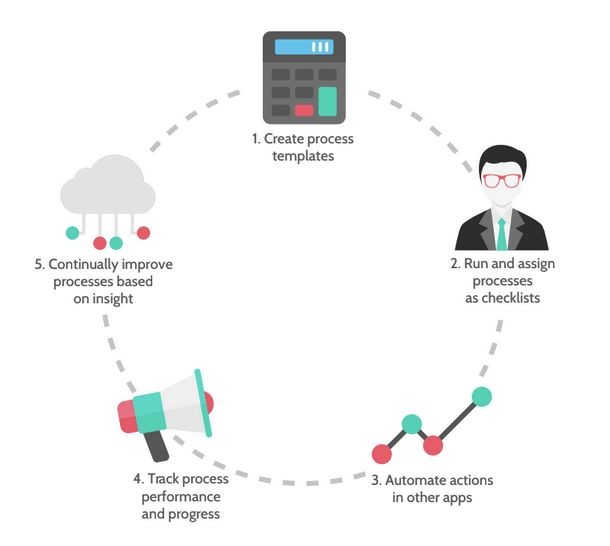 1. Create process
templates
2. Run and assign
processes
as checklists
3. Automate actions
in other apps
4. Track process
performance
and progress
5. Continually improve
processes based
on insight